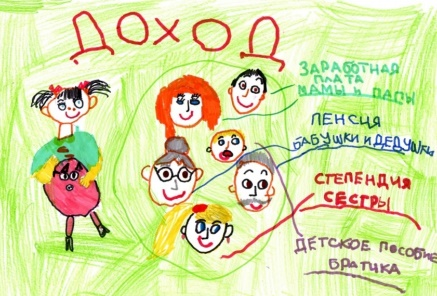 ДОХОД
ЗАРАБОТНАЯ
ПЛАТА
МАМЫ И ПАПЫ
ПЕНСИЯ
БАБУШКИ И ДЕДУШКИ
СТЕПЕНДИЯ
СЕСТРЫ
ДЕТСКОЕ ПОСОБИЕ
БРАТИКА